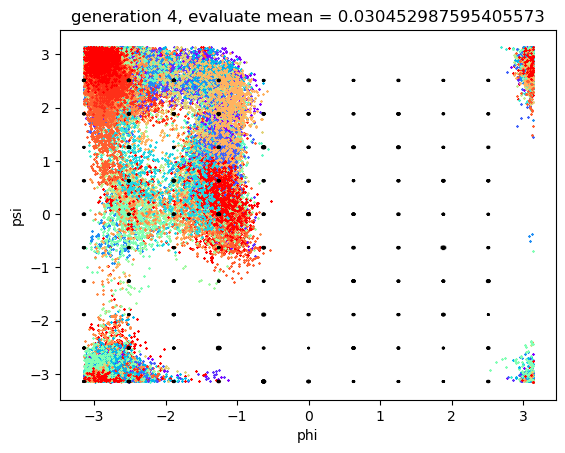 generation 4, evaluate mean = 0.030452987595405573
3
2
1
0
−1
−2
−3
psi
−3 −2 −1 0 1 2 3
phi